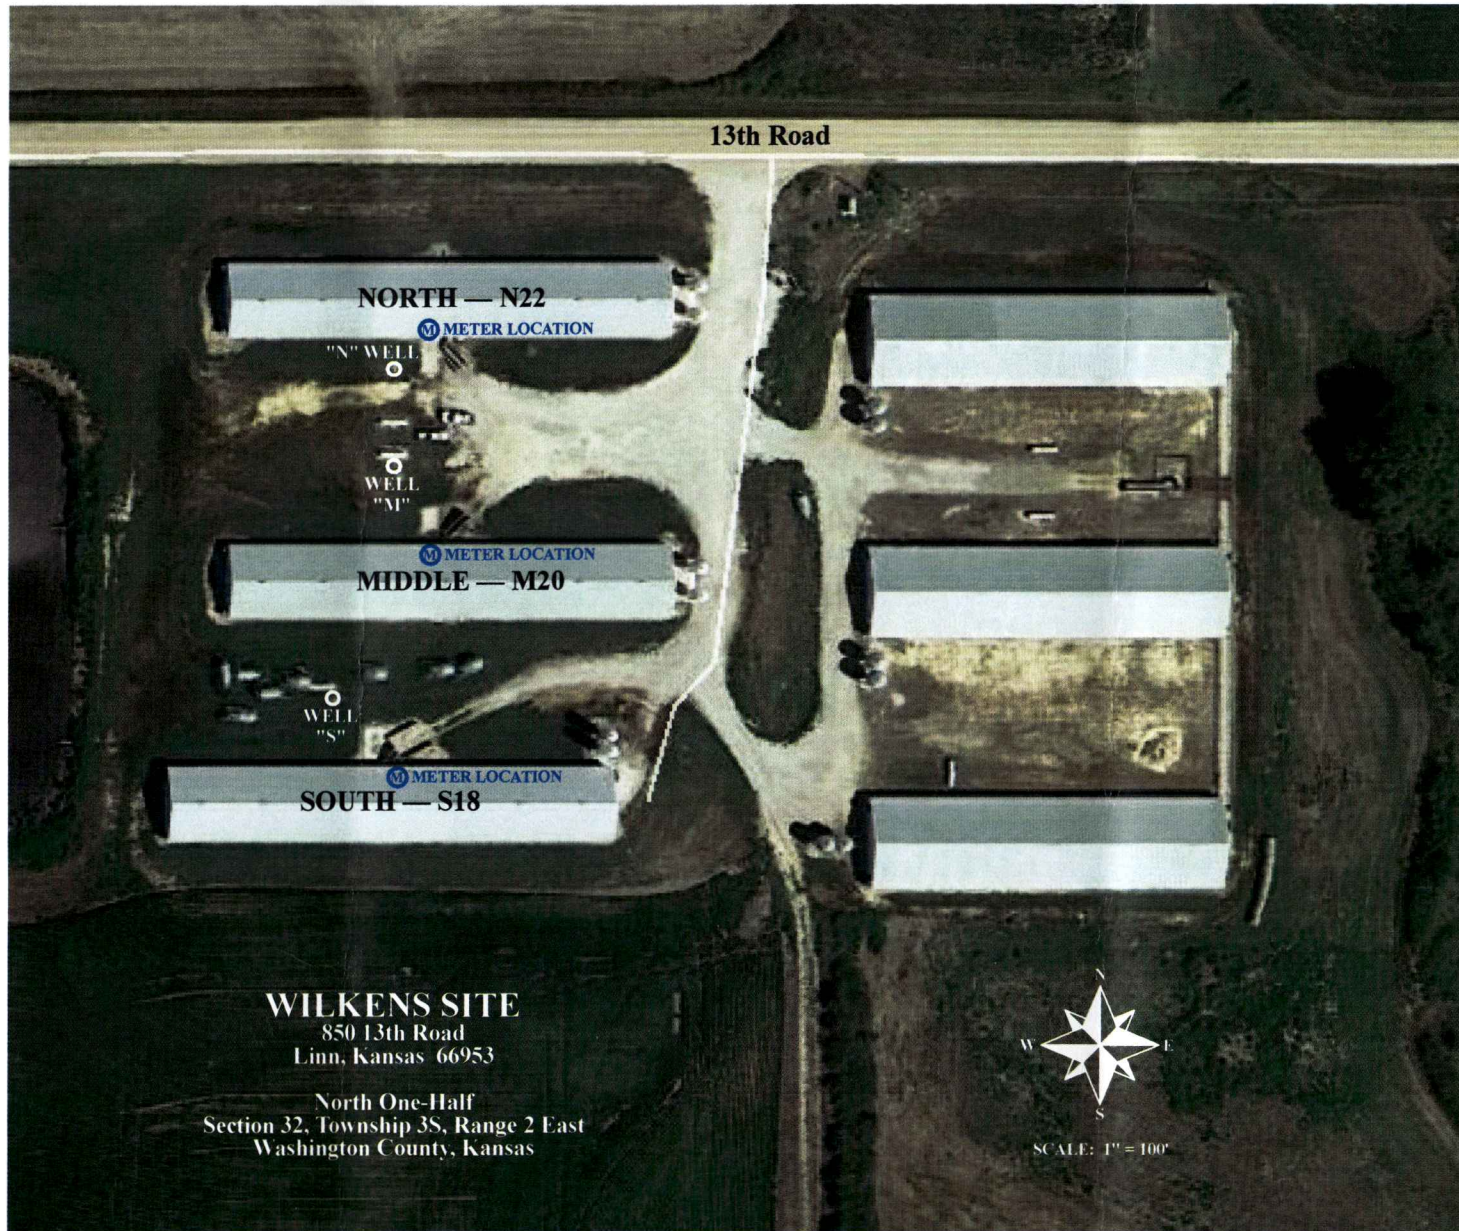 13th Road
NORTH — N22
M METER LOCATION
"N" WELL
WELL
"M"
M METER LOCATION
MIDDLE — M20
WELL
"S"
M METER LOCATION
SOUTH — S18
WILKENS SITE
850 13th Road
Linn, Kansas 66953
North One-Half
Section 32, Township 3S, Range 2 East
Washington County, Kansas
N
W E
S
SCALE: 1" = 100'